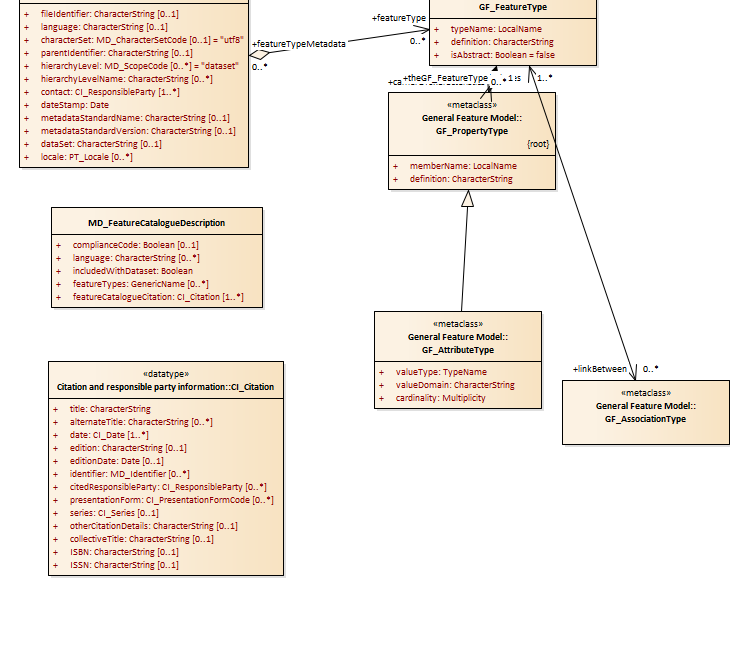 + fileIdentifier: CharacterString [0..1]
+ language: CharacterString [0..1]
+ characterSet: MD_CharacterSetCode [0..1] = "utf8"
+ parentIdentifier: CharacterString [0..1]
+ hierarchyLevel: MD_ScopeCode [0..*] = "dataset"
+ hierarchyLevelName: CharacterString [0..*]
+ contact: CI_ResponsibleParty [1..*]
+ dateStamp: Date
+ metadataStandardName: CharacterString [0..1]
+ metadataStandardVersion: CharacterString [0..1]
+ dataSet: CharacterString [0..1]
+ locale: PT_Locale [0..*]
+featureTypeMetadata
0..*
+featureType
0..*
GF_FeatureType
+ typeName: LocalName
+ definition: CharacterString
+ isAbstract: Boolean = false
+theGF_FeatureType
0..*
1
1..*
«metaclass»
General Feature Model::
GF_PropertyType
{root}
+ memberName: LocalName
+ definition: CharacterString
MD_FeatureCatalogueDescription
+ complianceCode: Boolean [0..1]
+ language: CharacterString [0..*]
+ includedWithDataset: Boolean
+ featureTypes: GenericName [0..*]
+ featureCatalogueCitation: CI_Citation [1..*]
«metaclass»
General Feature Model::
GF_AttributeType
+ valueType: TypeName
+ valueDomain: CharacterString
+ cardinality: Multiplicity
+linkBetween 0..*
«metaclass»
General Feature Model::
GF_AssociationType
«datatype»
Citation and responsible party information::CI_Citation
+ title: CharacterString
+ alternateTitle: CharacterString [0..*]
+ date: CI_Date [1..*]
+ edition: CharacterString [0..1]
+ editionDate: Date [0..1]
+ identifier: MD_Identifier [0..*]
+ citedResponsibleParty: CI_ResponsibleParty [0..*]
+ presentationForm: CI_PresentationFormCode [0..*]
+ series: CI_Series [0..1]
+ otherCitationDetails: CharacterString [0..1]
+ collectiveTitle: CharacterString [0..1]
+ ISBN: CharacterString [0..1]
+ ISSN: CharacterString [0..1]